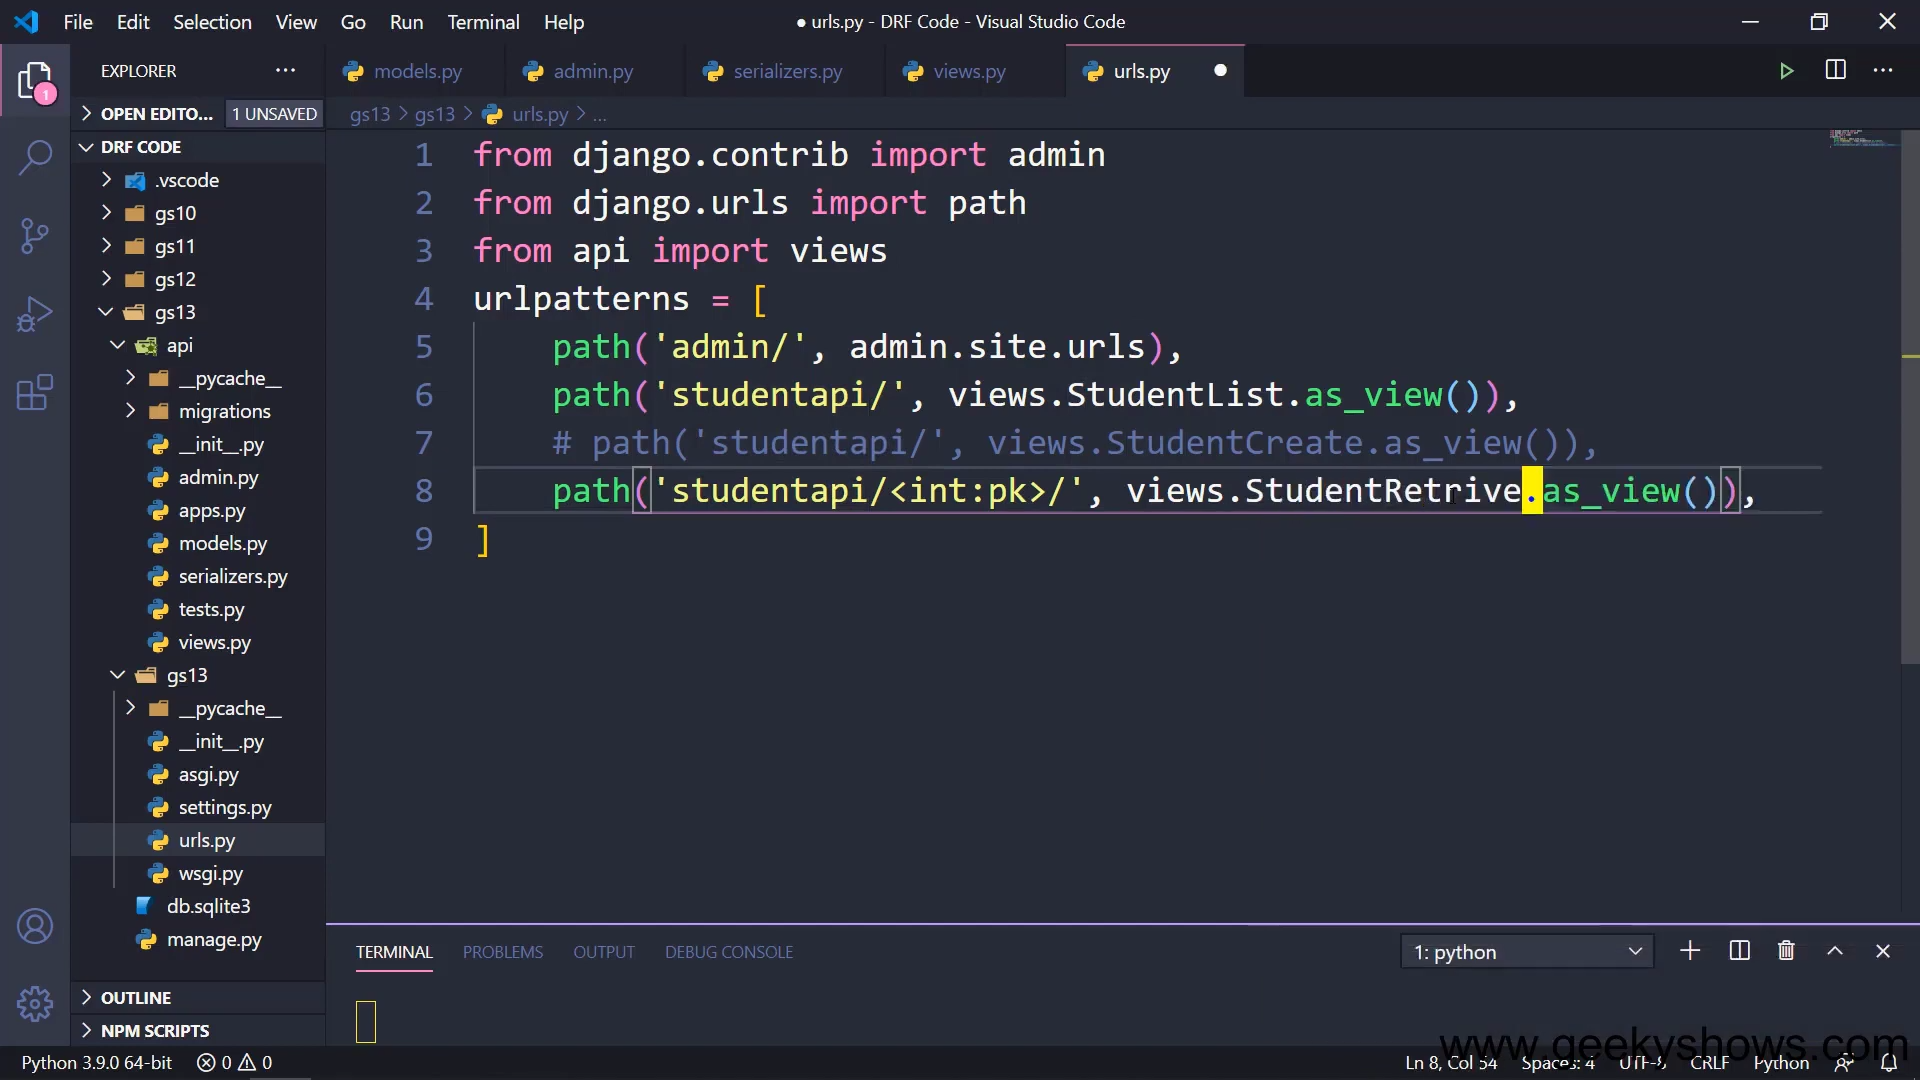 File Edit Selection View Go Run Terminal Help
● urls.py - DRF Code - Visual Studio Code
EXPLORER
models.py admin.py serializers.py views.py urls.py
OPEN EDITO... 1 UNSAVED
gs13 > gs13 > urls.py > ...
DRF CODE
.vscode
gs10
gs11
gs12
gs13
api
__pycache__
migrations
__init__.py
admin.py
apps.py
models.py
serializers.py
tests.py
views.py
gs13
__pycache__
__init__.py
asgi.py
settings.py
urls.py
wsgi.py
db.sqlite3
manage.py
OUTLINE
NPM SCRIPTS
1 from django.contrib import admin
2 from django.urls import path
3 from api import views
4 urlpatterns = [
5 path('admin/', admin.site.urls),
6 path('studentapi/', views.StudentList.as_view()),
7 # path('studentapi/', views.StudentCreate.as_view()),
8 path('studentapi/<int:pk>/', views.StudentRetrive.as_view()),
9 ]
TERMINAL PROBLEMS OUTPUT DEBUG CONSOLE
1: python
www.geekyshows.com
Python 3.9.0 64-bit 0 0
Ln 8, Col 54 Spaces: 4 UTF-8 CRLF Python
1